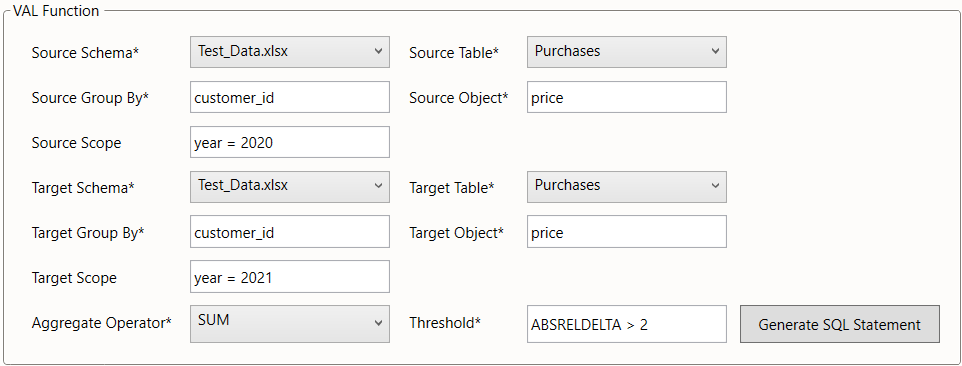 VAL Function
Source Schema* Test_Data.xlsx Source Table* Purchases
Source Group By* customer_id Source Object* price
Source Scope year = 2020
Target Schema* Test_Data.xlsx Target Table* Purchases
Target Group By* customer_id Target Object* price
Target Scope year = 2021
Aggregate Operator* SUM Threshold* ABSRELDELTA > 2 Generate SQL Statement